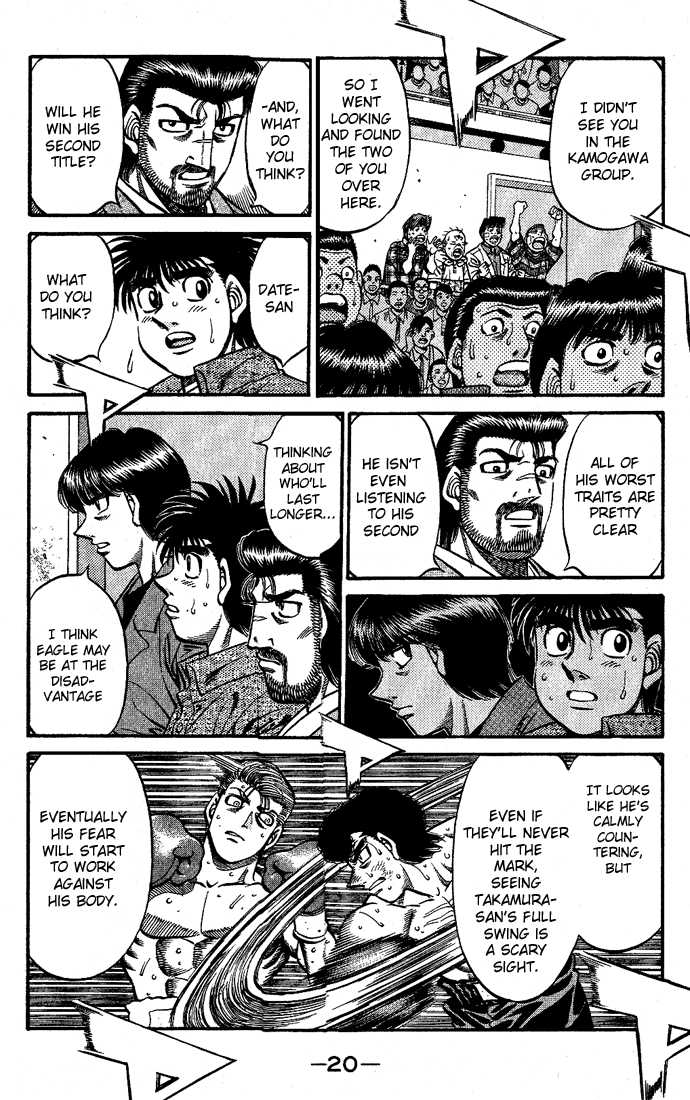 I DIDN'T
SEE YOU
IN THE
KAMOGAWA
GROUP.
SO I
WENT
LOOKING
AND FOUND
THE TWO
OF YOU
OVER
HERE.
-AND,
WHAT
DO
YOU
THINK?
WILL HE
WIN HIS
SECOND
TITLE?
DATE-
SAN
WHAT
DO YOU
THINK?
ALL OF
HIS WORST
TRAITS ARE
PRETTY
CLEAR
HE ISN'T
EVEN
LISTENING
TO HIS
SECOND
THINKING
ABOUT
WHO'LL
LAST
LONGER...
I THINK
EAGLE MAY
BE AT THE
DISAD-
VANTAGE
IT LOOKS
LIKE HE'S
CALMLY
COUN-
TERING,
BUT
EVEN IF
THEY'LL NEVER
HIT THE
MARK,
SEEING
TAKAMURA-
SAN'S FULL
SWING IS
A SCARY
SIGHT.
EVENTUALLY
HIS FEAR
WILL START
TO WORK
AGAINST
HIS BODY.
—20—